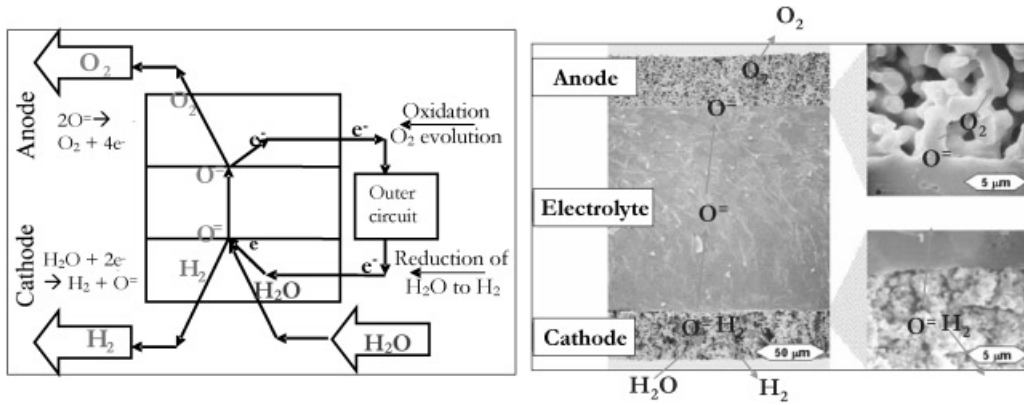 O₂
Anode
2O⁼→
O₂ + 4e⁻
O₂
e⁻
e⁻
Oxidation
O₂ evolution
O⁼
Outer
circuit
O⁼
e
Cathode
H₂O + 2e⁻
→ H₂ + O⁼
H₂
H₂O
e⁻
Reduction of
H₂O to H₂
H₂
H₂O
O₂
Anode
O₂
O⁼
Electrolyte
O⁼
Cathode
O⁼ H₂
50 µm
H₂O
H₂
O₂
O⁼
5 µm
O⁼ H₂
5 µm